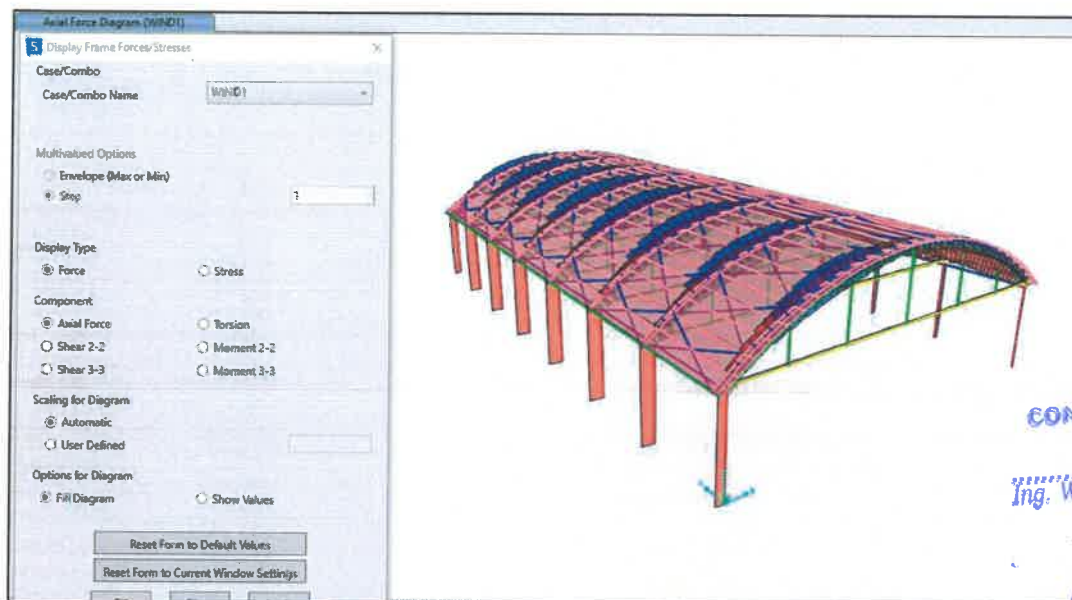 Axial Force Diagram (WIND1)
Display Frame Forces/Stresses
Case/Combo
Case/Combo Name
WIND1
Multivalued Options
Envelope (Max or Min)
Step
1
Display Type
Force
Stress
Component
Axial Force
Torsion
Shear 2-2
Moment 2-2
Shear 3-3
Moment 3-3
Scaling for Diagram
Automatic
User Defined
Options for Diagram
Fill Diagram
Show Values
Reset Form to Default Values
Reset Form to Current Window Settings
CON
Ing. W